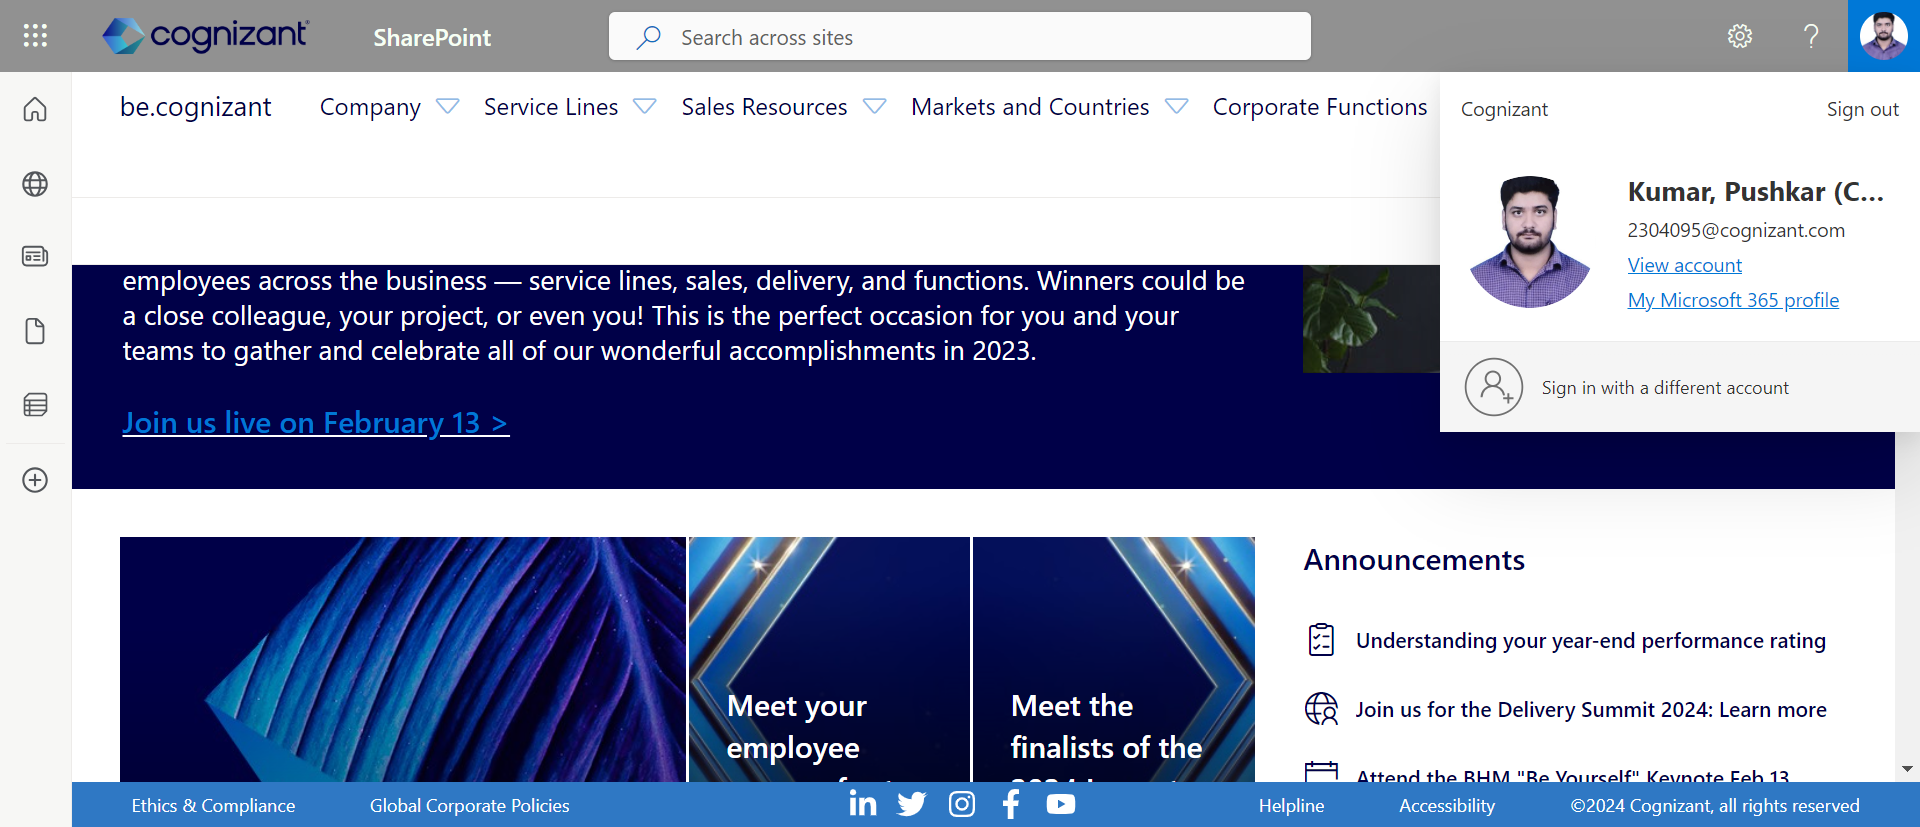 cognizant
SharePoint
Search across sites
be.cognizant
Company
Service Lines
Sales Resources
Markets and Countries
Corporate Functions
Cognizant
Sign out
Kumar, Pushkar (C...
2304095@cognizant.com
View account
My Microsoft 365 profile
Sign in with a different account
employees across the business — service lines, sales, delivery, and functions. Winners could be
a close colleague, your project, or even you! This is the perfect occasion for you and your
teams to gather and celebrate all of our wonderful accomplishments in 2023.
Join us live on February 13 >
Meet your
employee
Meet the
finalists of the
Announcements
Understanding your year-end performance rating
Join us for the Delivery Summit 2024: Learn more
Attend the BHM "Be Yourself" Keynote Feb 13
Ethics & Compliance
Global Corporate Policies
Helpline
Accessibility
©2024 Cognizant, all rights reserved